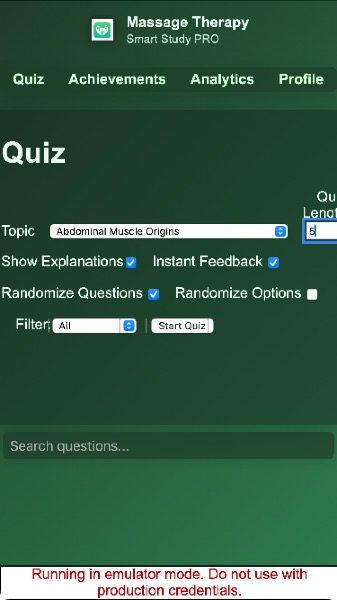 Massage Therapy
Smart Study PRO
Quiz Achievements Analytics Profile
Quiz
Qu
Lengt
Topic Abdominal Muscle Origins 5
Show Explanations Instant Feedback
Randomize Questions Randomize Options
Filter: All Start Quiz
Search questions...
Running in emulator mode. Do not use with
production credentials.